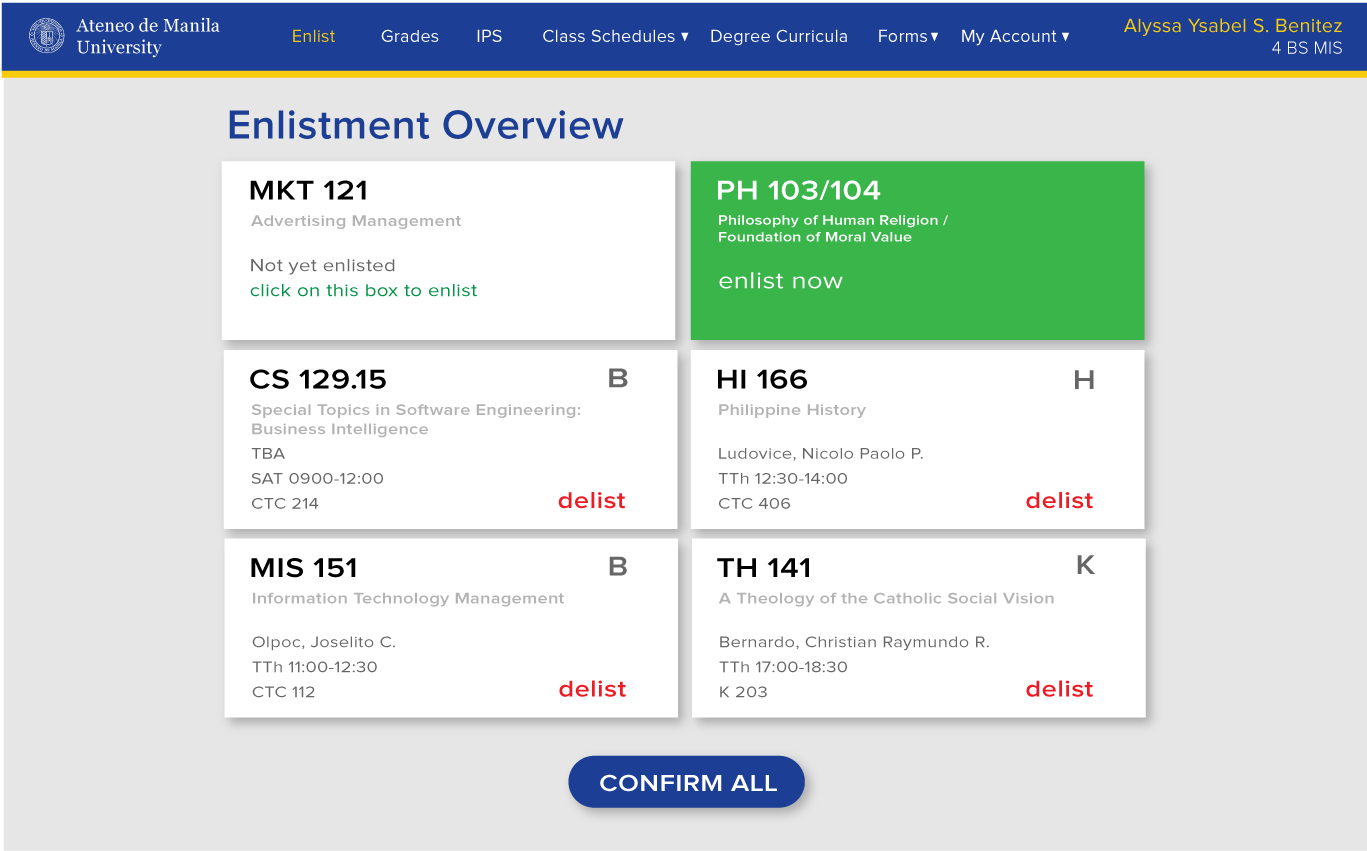 Ateneo de Manila
University
Enlist
Grades
IPS
Class Schedules ▾
Degree Curricula
Forms ▾
My Account ▾
Alyssa Ysabel S. Benitez
4 BS MIS
Enlistment Overview
MKT 121
Advertising Management
Not yet enlisted
click on this box to enlist
PH 103/104
Philosophy of Human Religion /
Foundation of Moral Value
enlist now
CS 129.15
B
Special Topics in Software Engineering:
Business Intelligence
TBA
SAT 0900-12:00
CTC 214
delist
HI 166
H
Philippine History
Ludovice, Nicolo Paolo P.
TTh 12:30-14:00
CTC 406
delist
MIS 151
B
Information Technology Management
Olpoc, Joselito C.
TTh 11:00-12:30
CTC 112
delist
TH 141
K
A Theology of the Catholic Social Vision
Bernardo, Christian Raymundo R.
TTh 17:00-18:30
K 203
delist
CONFIRM ALL